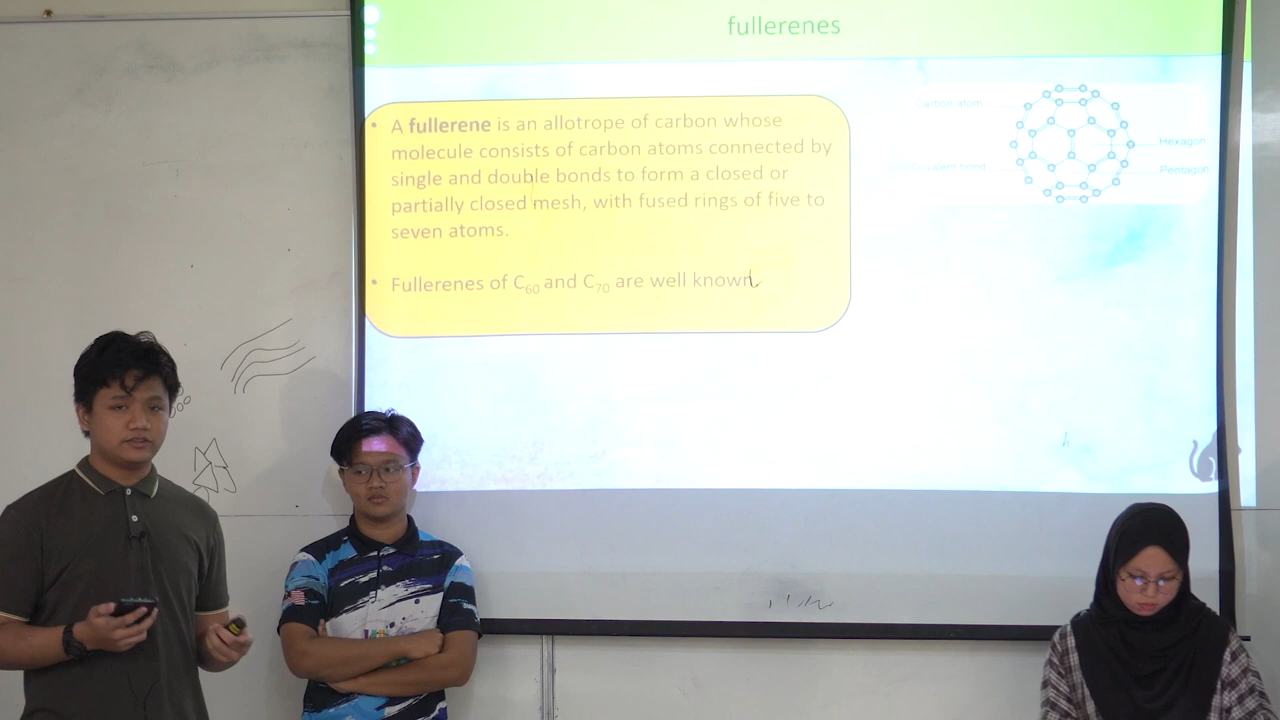 fullerenes
• A fullerene is an allotrope of carbon whose
molecule consists of carbon atoms connected by
single and double bonds to form a closed or
partially closed mesh, with fused rings of five to
seven atoms.
• Fullerenes of C60 and C70 are well known
Carbon atom
Hexagon
Covalent bond
Pentagon